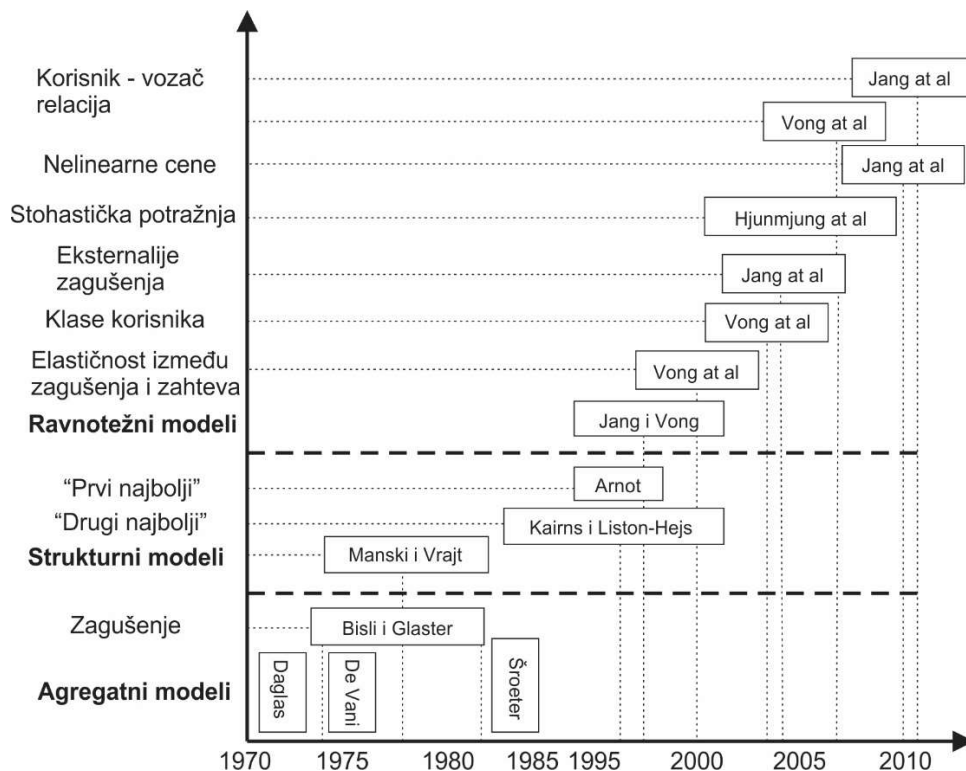 Korisnik - vozač
relacija
Jang at al
Vong at al
Nelinearne cene
Jang at al
Stohastička potražnja
Hjunmjung at al
Eksternalije
zagušenja
Jang at al
Klase korisnika
Vong at al
Elastičnost između
zagušenja i zahteva
Vong at al
Ravnotežni modeli
Jang i Vong
“Prvi najbolji”
Arnot
“Drugi najbolji”
Kairns i Liston-Hejs
Strukturni modeli
Manski i Vrajt
Zagušenje
Bisli i Glaster
Agregatni modeli
Daglas
De Vani
Šroeter
1970 1975 1980 1985 1995 2000 2005 2010